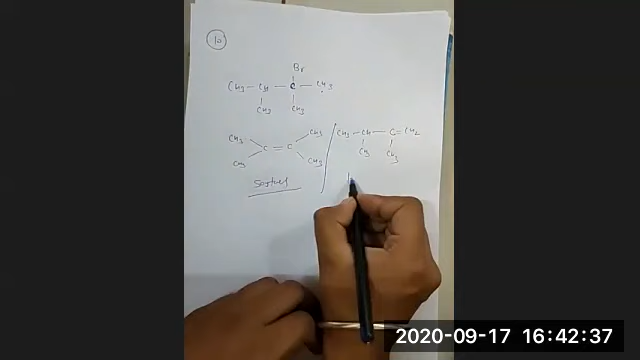 10
Br
CH3 - CH - C - CH3
CH3 CH3
CH3 CH3 / CH3 - CH - C = CH2
C = C
CH3 CH3 CH3 CH3
2020-09-17 16:42:37